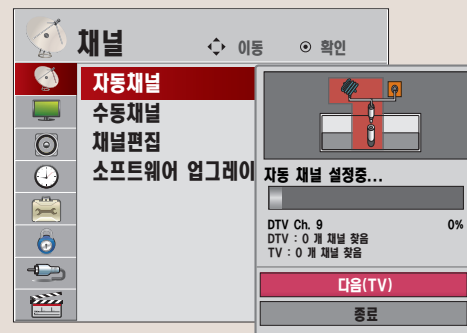 채널
이동
확인
자동채널
수동채널
채널편집
소프트웨어 업그레이
자동 채널 설정중...
DTV Ch. 9 0%
DTV : 0 개 채널 찾음
TV : 0 개 채널 찾음
다음(TV)
종료